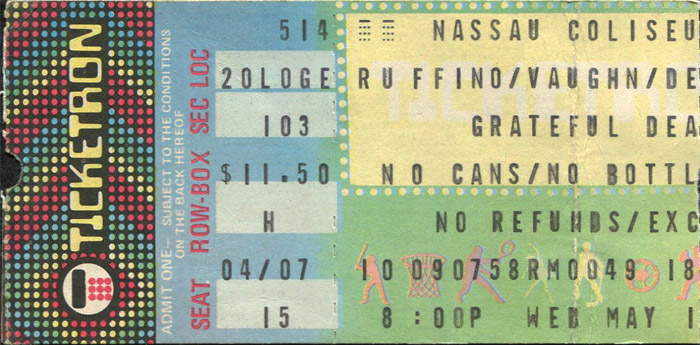 TICKETRON
ADMIT ONE — SUBJECT TO THE CONDITIONS
ON THE BACK HEREOF
SEAT ROW-BOX SEC LOC
514
20LOGE
103
$11.50
H
04/07
15
NASSAU COLISEU
RUFFINO/VAUGHN/DE
GRATEFUL DEA
NO CANS/NO BOTTL
NO REFUNDS/EXC
10 090758RM0049 18
8:00P WED MAY 1